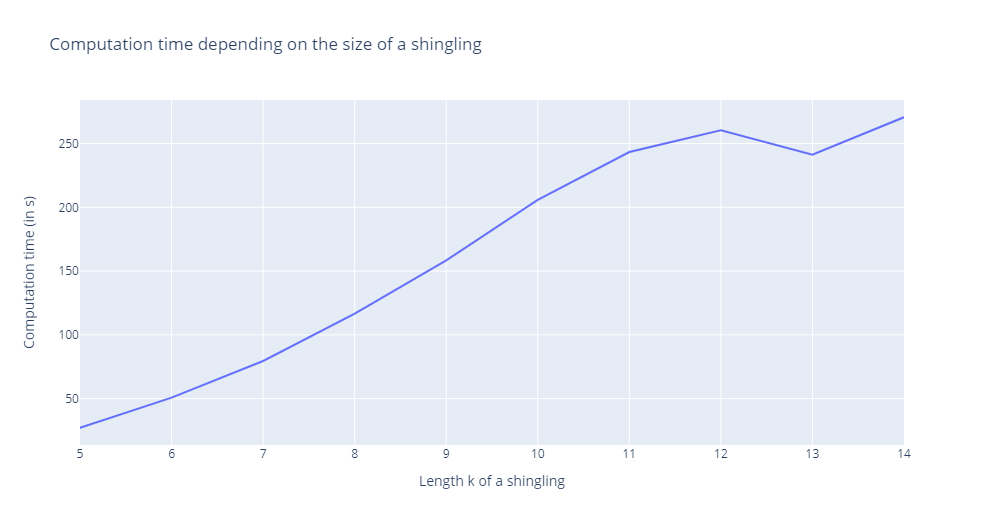 Computation time depending on the size of a shingling
Computation time (in s)
250
200
150
100
50
5 6 7 8 9 10 11 12 13 14
Length k of a shingling